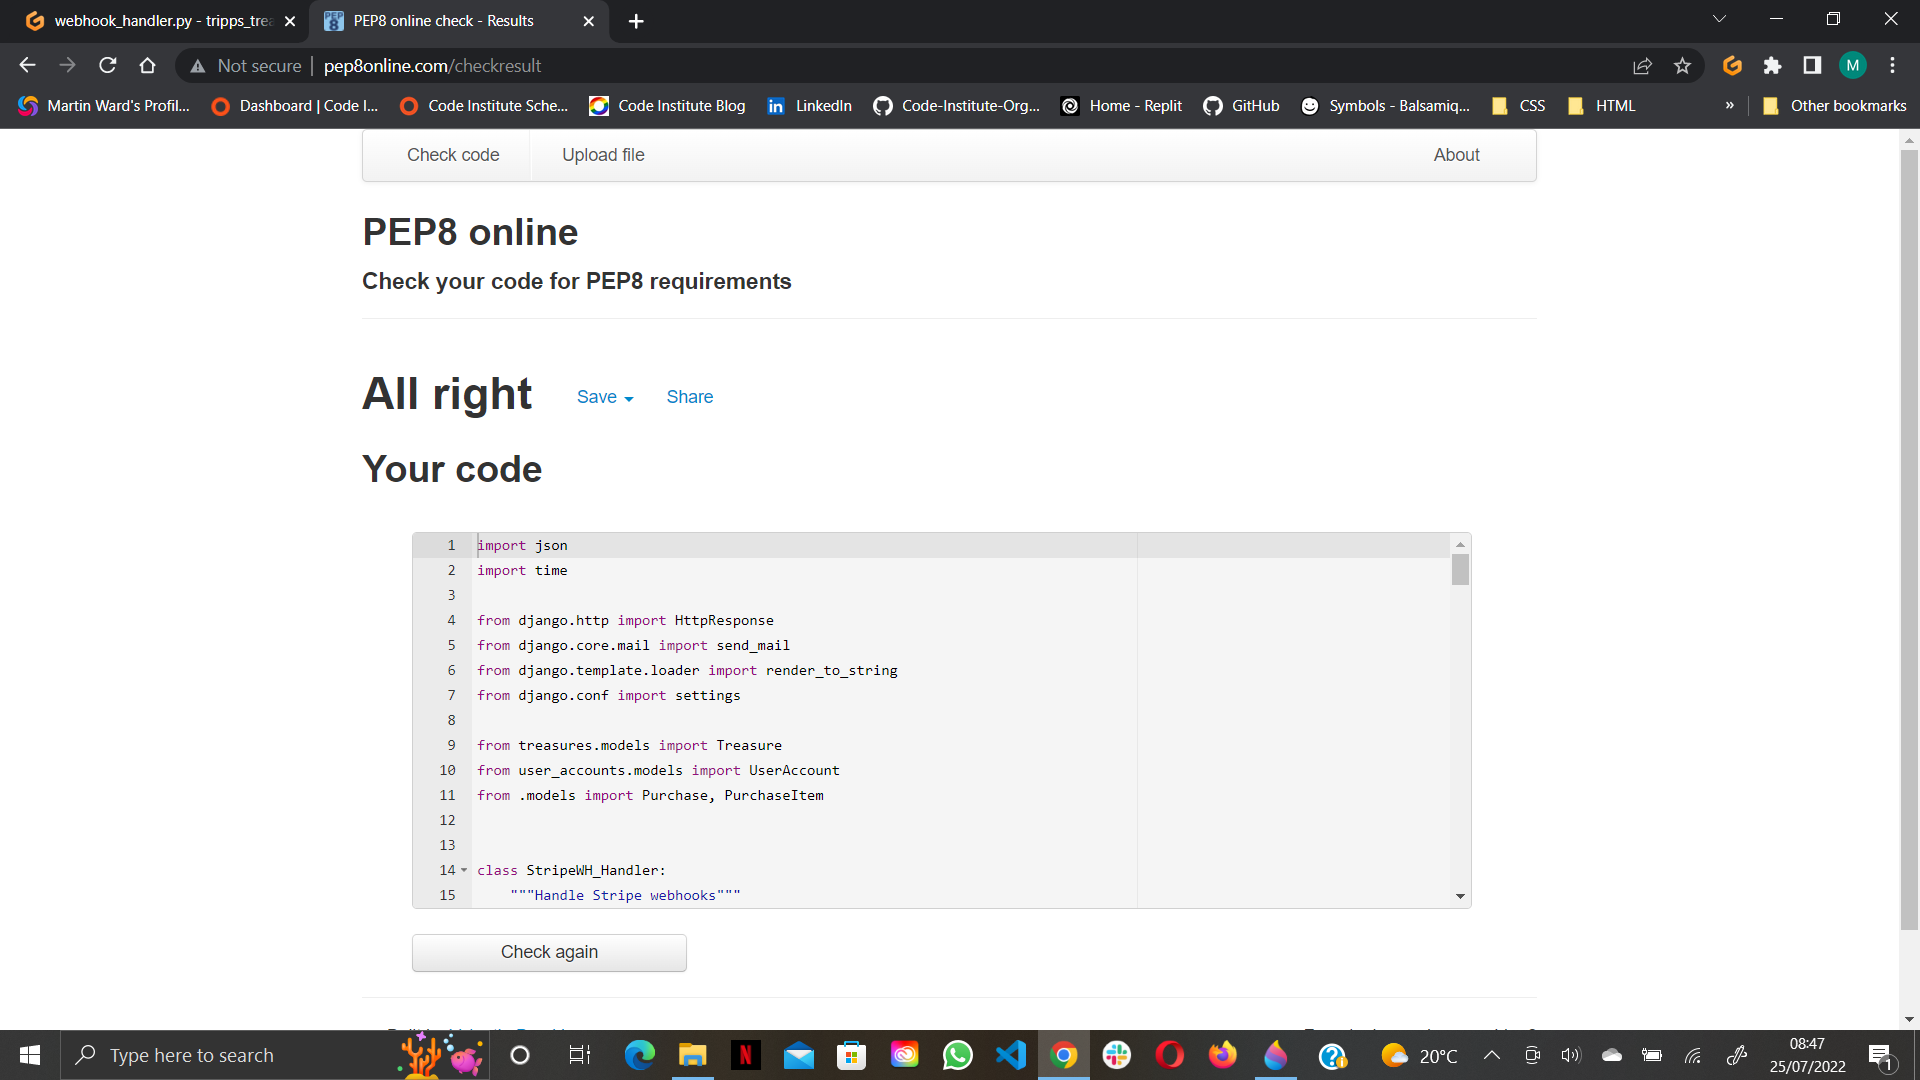 webhook_handler.py - tripps_trea
PEP8 online check - Results
Not secure
pep8online.com/checkresult
M
Martin Ward's Profil...
Dashboard | Code I...
Code Institute Sche...
Code Institute Blog
LinkedIn
Code-Institute-Org...
Home - Replit
GitHub
Symbols - Balsamiq...
CSS
HTML
»
Other bookmarks
Check code
Upload file
About
PEP8 online
Check your code for PEP8 requirements
All right
Save
Share
Your code
1 import json
2 import time
3
4 from django.http import HttpResponse
5 from django.core.mail import send_mail
6 from django.template.loader import render_to_string
7 from django.conf import settings
8
9 from treasures.models import Treasure
10 from user_accounts.models import UserAccount
11 from .models import Purchase, PurchaseItem
12
13
14 class StripeWH_Handler:
15 """Handle Stripe webhooks"""
Check again
Type here to search
20°C
08:47
25/07/2022
1